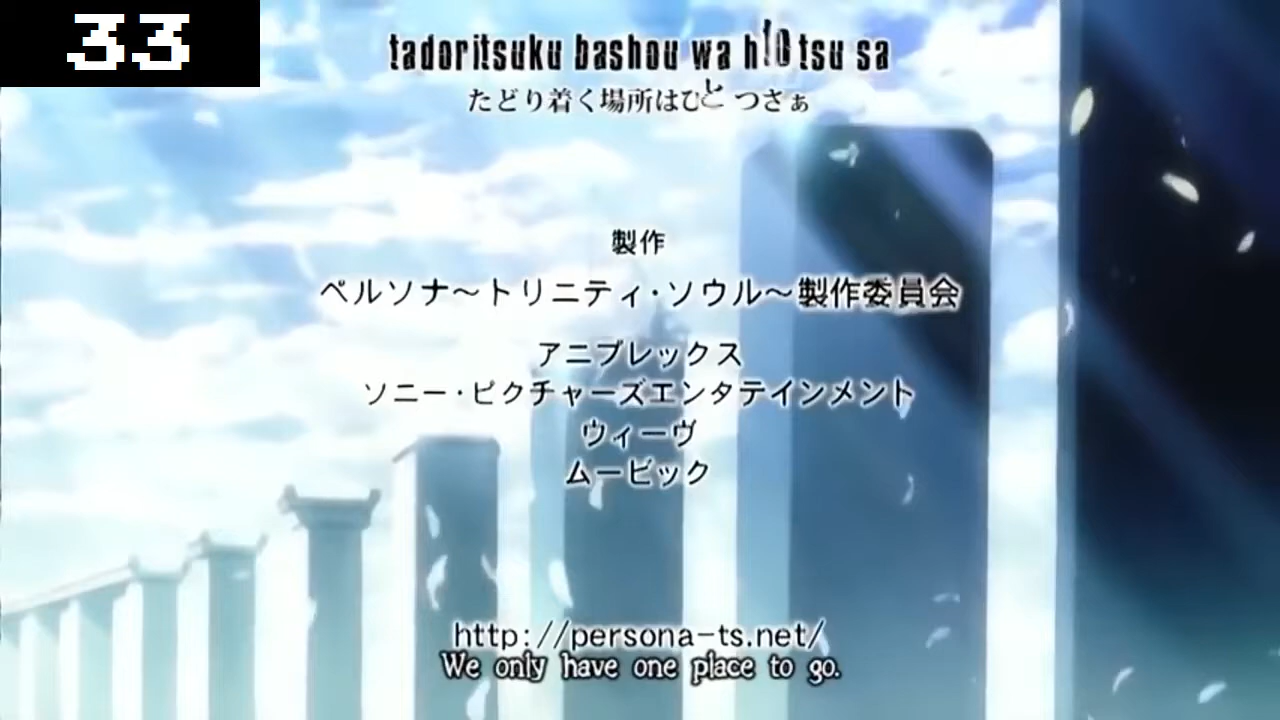 33
tadoritsuku bashou wa hitotsu sa
たどり着く場所はひとつさぁ
製作
ペルソナ～トリニティ・ソウル～製作委員会
アニプレックス
ソニー・ピクチャーズエンタテインメント
ウィーヴ
ムービック
http://persona-ts.net/
We only have one place to go.